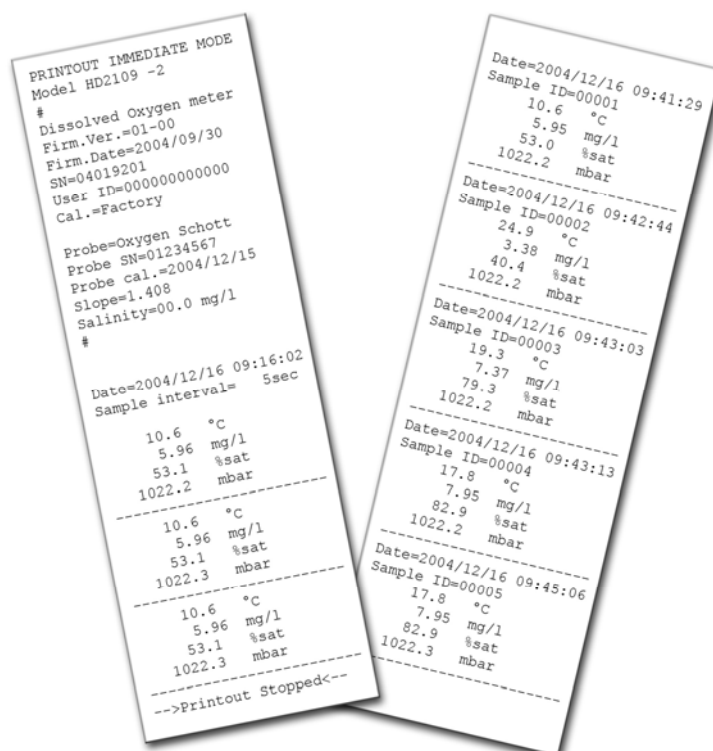 PRINTOUT IMMEDIATE MODE
Model HD2109 -2
#
Dissolved Oxygen meter
Firm.Ver.=01-00
Firm.Date=2004/09/30
SN=04019201
User ID=000000000000
Cal.=Factory
Probe=Oxygen Schott
Probe SN=01234567
Probe cal.=2004/12/15
Slope=1.408
Salinity=00.0 mg/l
#
Date=2004/12/16 09:16:02
Sample interval= 5sec
10.6 °C
5.96 mg/l
53.1 %sat
1022.2 mbar
------------------------
10.6 °C
5.96 mg/l
53.1 %sat
1022.3 mbar
------------------------
10.6 °C
5.96 mg/l
53.1 %sat
1022.3 mbar
------------------------
-->Printout Stopped<--
Date=2004/12/16 09:41:29
Sample ID=00001
10.6 °C
5.95 mg/l
53.0 %sat
1022.2 mbar
------------------------
Date=2004/12/16 09:42:44
Sample ID=00002
24.9 °C
3.38 mg/l
40.4 %sat
1022.2 mbar
------------------------
Date=2004/12/16 09:43:03
Sample ID=00003
19.3 °C
7.37 mg/l
79.3 %sat
1022.2 mbar
------------------------
Date=2004/12/16 09:43:13
Sample ID=00004
17.8 °C
7.95 mg/l
82.9 %sat
1022.2 mbar
------------------------
Date=2004/12/16 09:45:06
Sample ID=00005
17.8 °C
7.95 mg/l
82.9 %sat
1022.3 mbar
------------------------